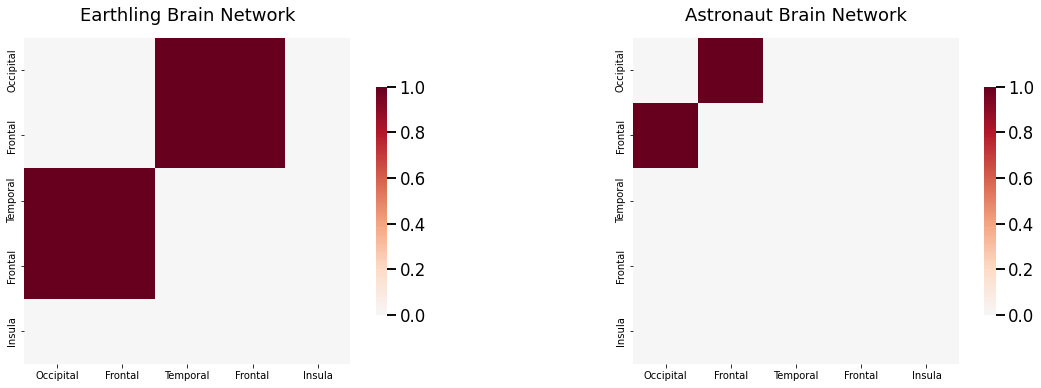 Earthling Brain Network
Occipital
Frontal
Temporal
Frontal
Insula
Occipital Frontal Temporal Frontal Insula
1.0
0.8
0.6
0.4
0.2
0.0
Astronaut Brain Network
Occipital
Frontal
Temporal
Frontal
Insula
Occipital Frontal Temporal Frontal Insula
1.0
0.8
0.6
0.4
0.2
0.0